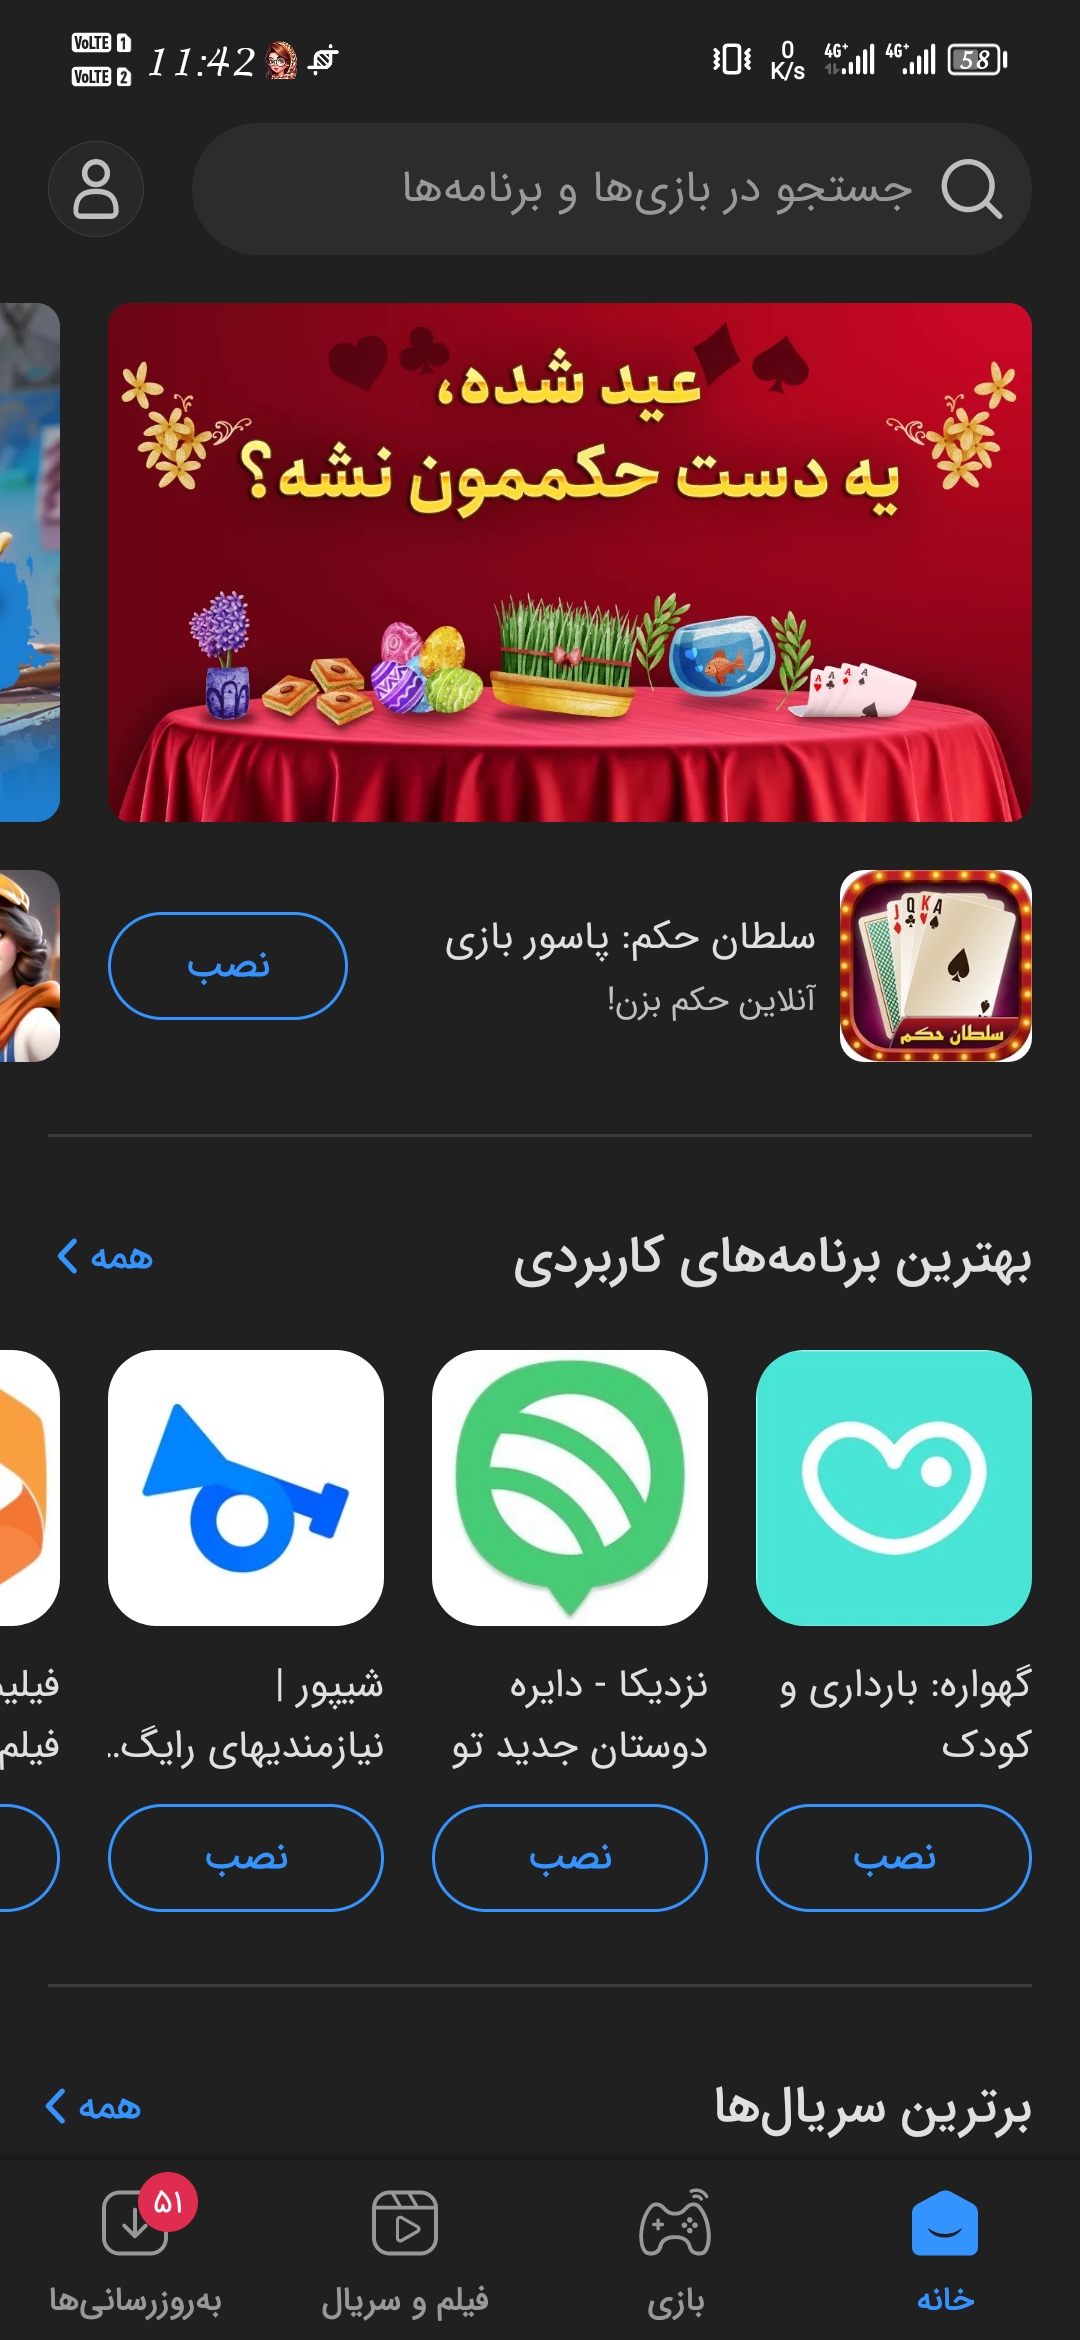 VoLTE 1
VoLTE 2
11:42
0 K/s
4G+
4G+
58
جستجو در بازی‌ها و برنامه‌ها
عید شده،
یه دست حکممون نشه؟
A A A A
سلطان حکم: پاسور بازی
آنلاین حکم بزن!
نصب
J Q K A
سلطان حکم
بهترین برنامه‌های کاربردی
همه
گهواره: بارداری و
کودک
نصب
نزدیکا - دایره
دوستان جدید تو
نصب
شیپور |
نیازمندیهای رایگ..
نصب
فیلم
برترین سریال‌ها
همه
خانه
بازی
فیلم و سریال
۵۱
به‌روزرسانی‌ها